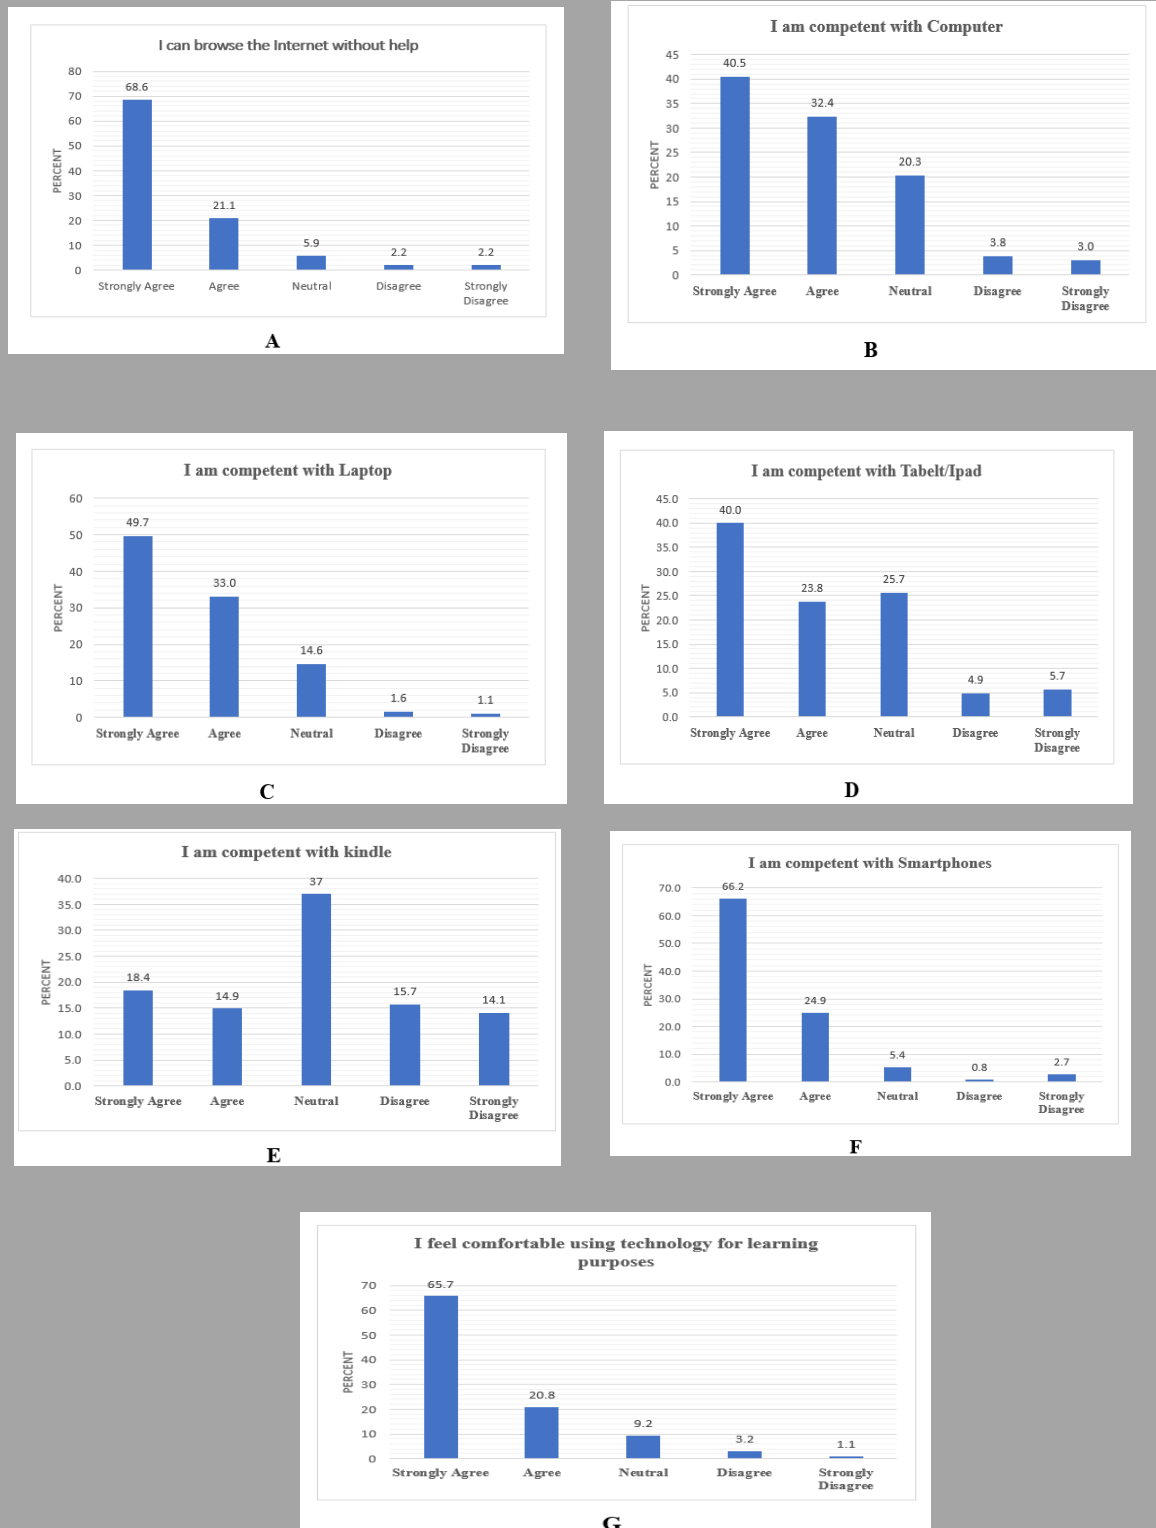 I can browse the Internet without help
80
70
60
50
40
30
20
10
0
PERCENT
68.6
21.1
5.9
2.2
2.2
Strongly Agree
Agree
Neutral
Disagree
Strongly
Disagree
A
I am competent with Computer
45
40
35
30
25
20
15
10
5
0
PERCENT
40.5
32.4
20.3
3.8
3.0
Strongly Agree
Agree
Neutral
Disagree
Strongly
Disagree
B
I am competent with Laptop
60
50
40
30
20
10
0
PERCENT
49.7
33.0
14.6
1.6
1.1
Strongly Agree
Agree
Neutral
Disagree
Strongly
Disagree
C
I am competent with Tabelt/Ipad
45.0
40.0
35.0
30.0
25.0
20.0
15.0
10.0
5.0
0.0
PERCENT
40.0
23.8
25.7
4.9
5.7
Strongly Agree
Agree
Neutral
Disagree
Strongly
Disagree
D
I am competent with kindle
40.0
35.0
30.0
25.0
20.0
15.0
10.0
5.0
0.0
PERCENT
18.4
14.9
37
15.7
14.1
Strongly Agree
Agree
Neutral
Disagree
Strongly
Disagree
E
I am competent with Smartphones
70.0
60.0
50.0
40.0
30.0
20.0
10.0
0.0
PERCENT
66.2
24.9
5.4
0.8
2.7
Strongly Agree
Agree
Neutral
Disagree
Strongly
Disagree
F
I feel comfortable using technology for learning
purposes
70
60
50
40
30
20
10
0
PERCENT
65.7
20.8
9.2
3.2
1.1
Strongly Agree
Agree
Neutral
Disagree
Strongly
Disagree
G